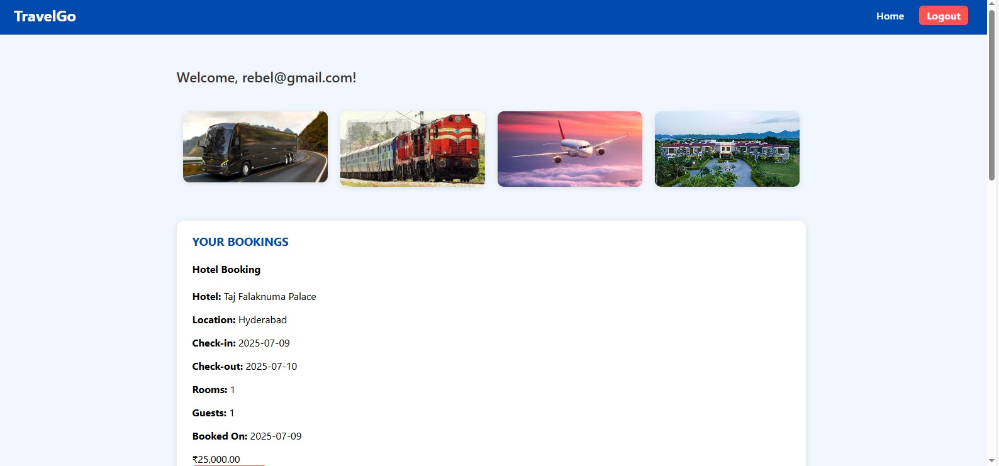 TravelGo
Home
Logout
Welcome, rebel@gmail.com!
YOUR BOOKINGS
Hotel Booking
Hotel: Taj Falaknuma Palace
Location: Hyderabad
Check-in: 2025-07-09
Check-out: 2025-07-10
Rooms: 1
Guests: 1
Booked On: 2025-07-09
₹25,000.00